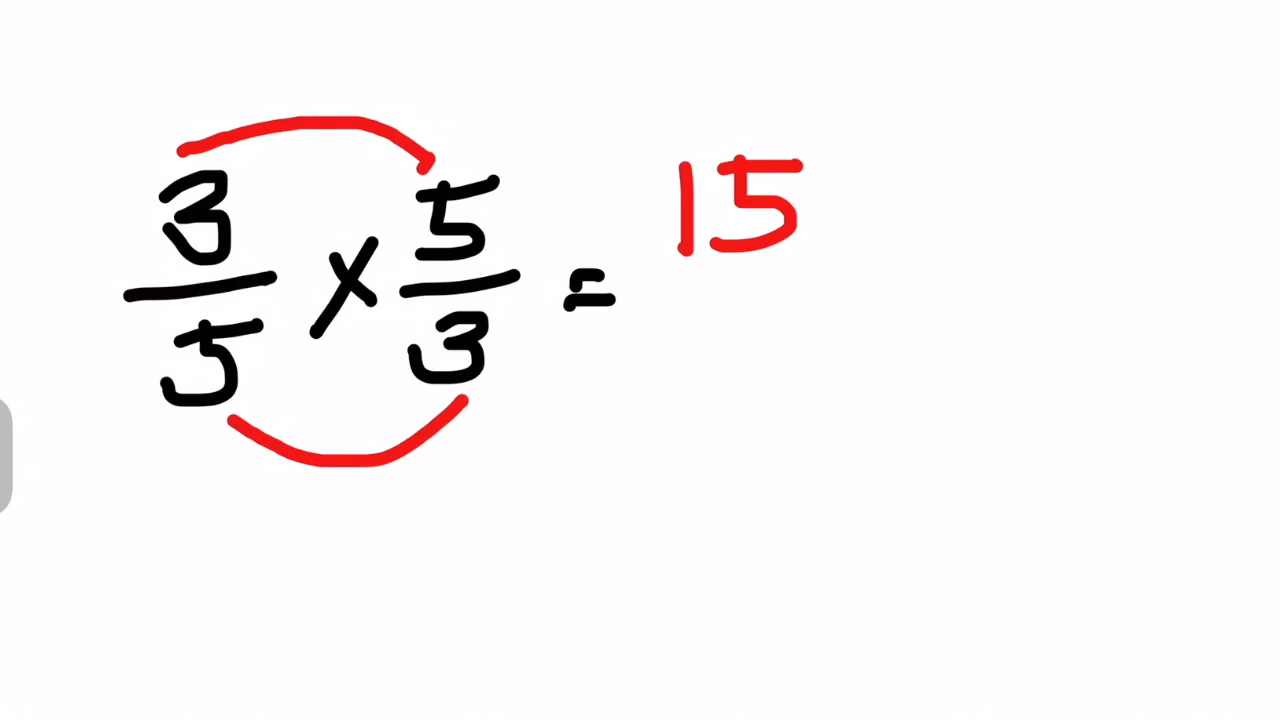 3/5 × 5/3 = 15